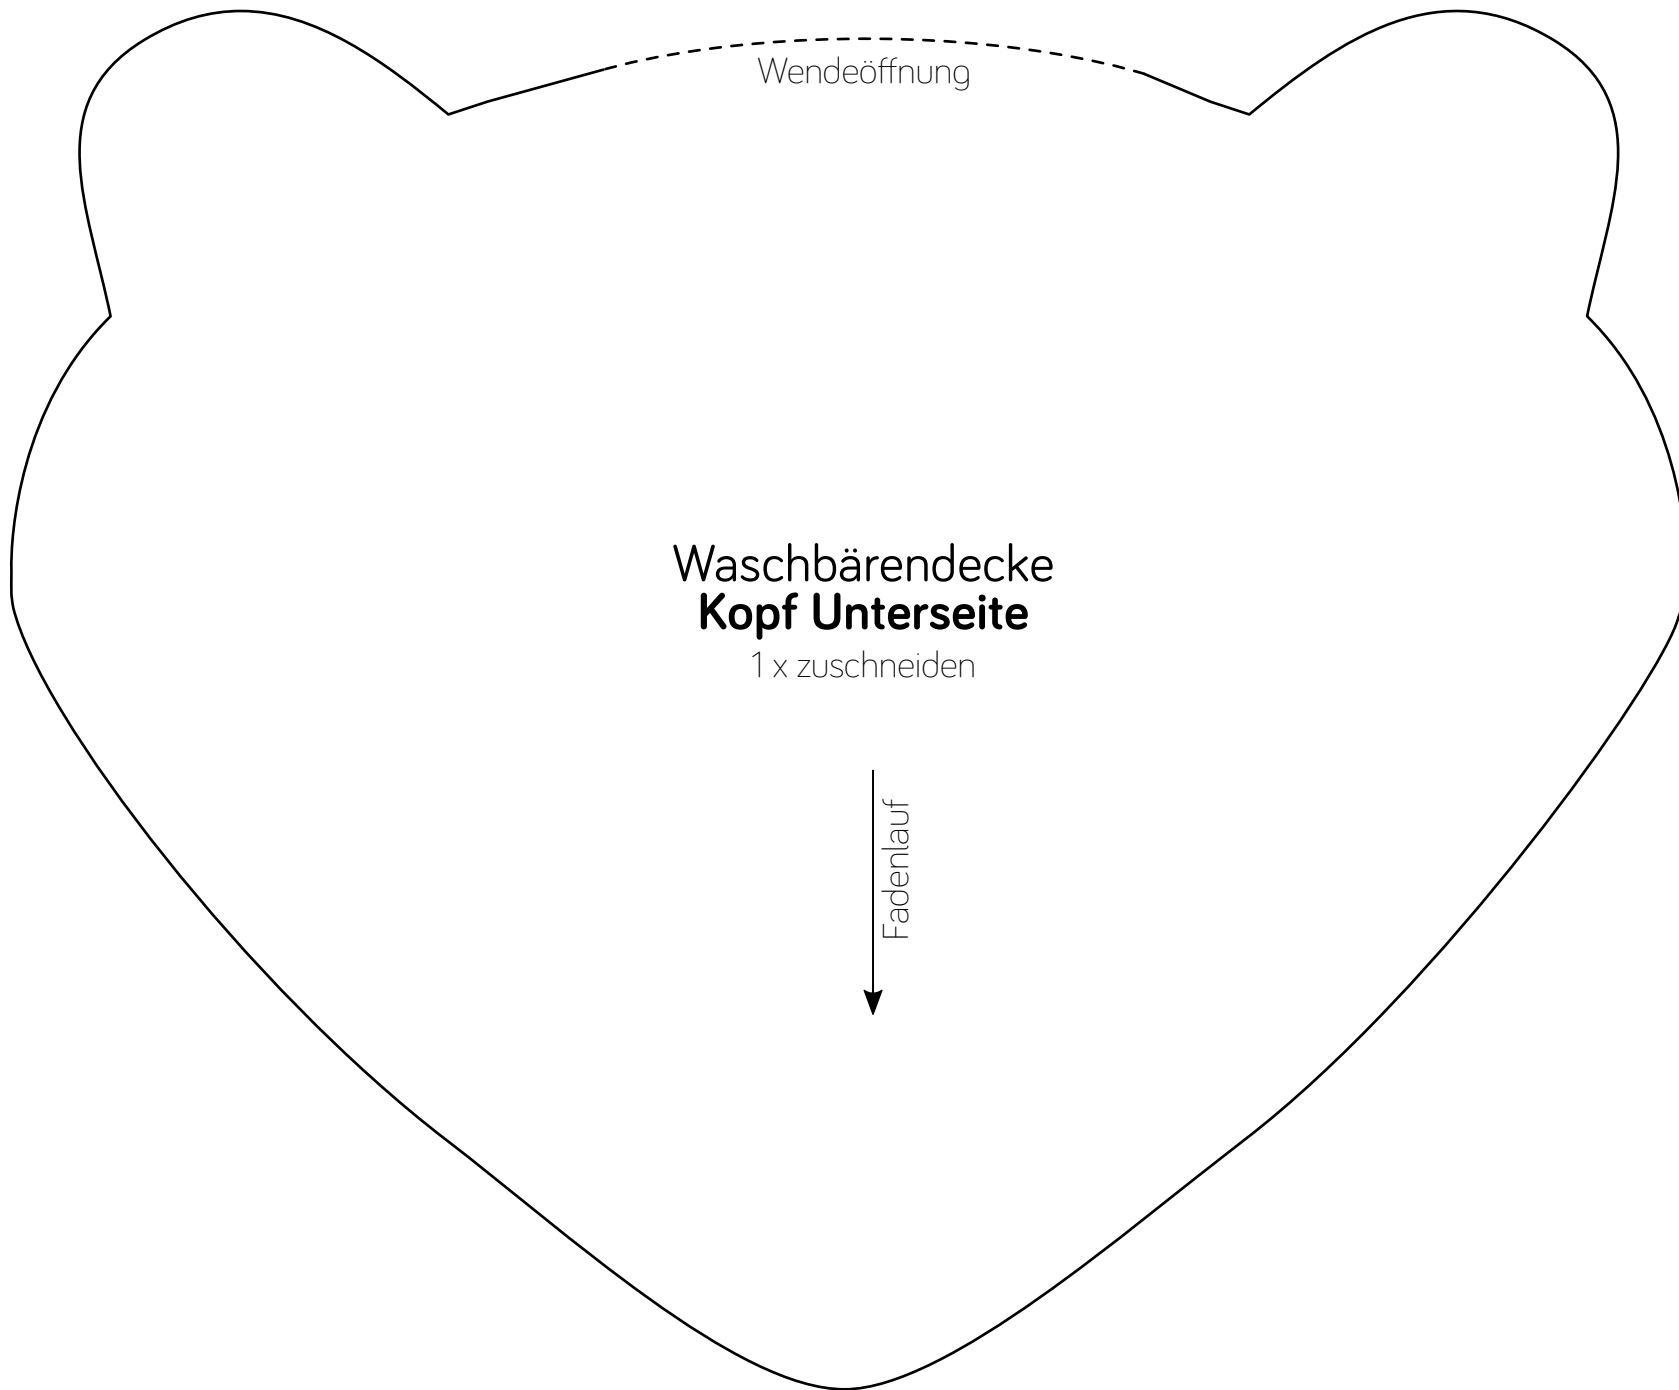 Wendeöffnung
Waschbärendecke
Kopf Unterseite
1 x zuschneiden
Fadenlauf